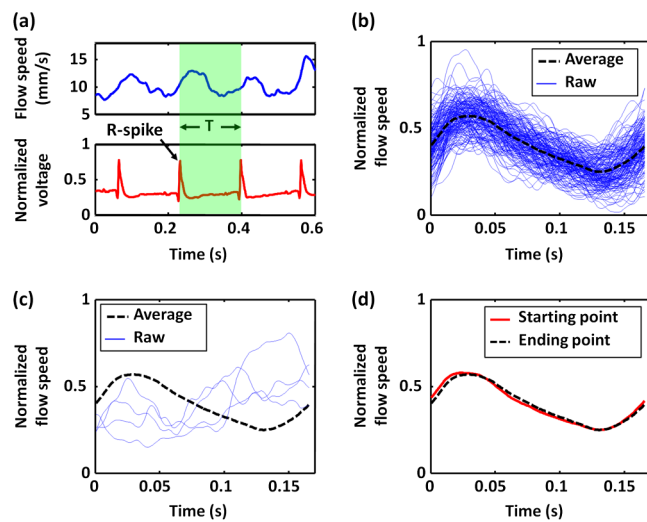 (a)
15
10
5
Flow speed
(mm/s)
R-spike
T
1
0.5
0
Normalized
voltage
0 0.2 0.4 0.6
Time (s)
(b)
1
0.5
0
Normalized
flow speed
Average
Raw
0 0.05 0.1 0.15
Time (s)
(c)
1
0.5
0
Normalized
flow speed
Average
Raw
0 0.05 0.10 0.15
Time (s)
(d)
1
0.5
0
Normalized
flow speed
Starting point
Ending point
0 0.05 0.1 0.15
Time (s)